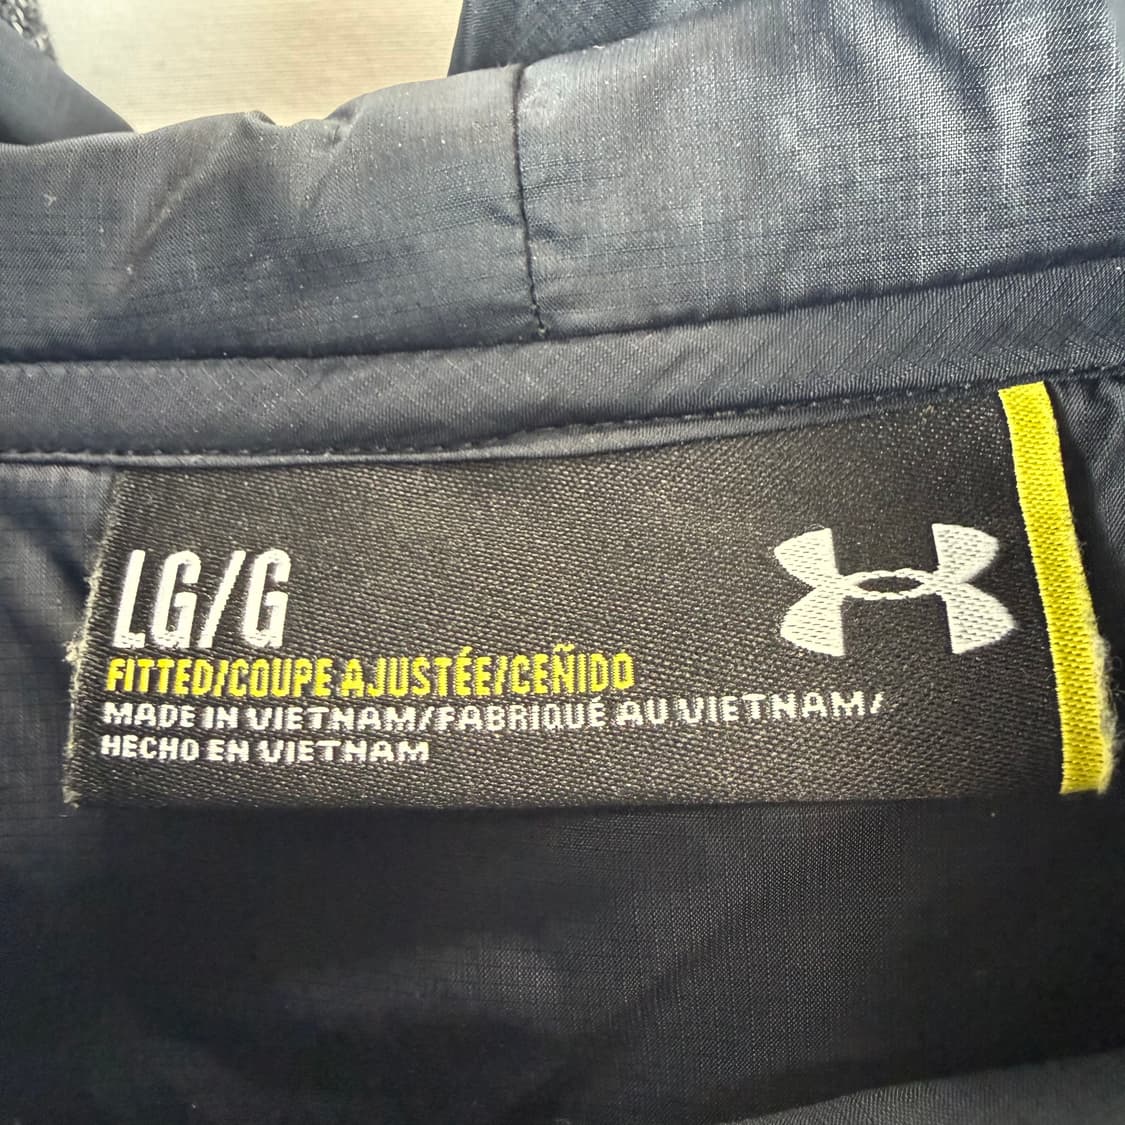 LG/G
FITTED/COUPE AJUSTÉE/CEÑIDO
MADE IN VIETNAM/FABRIQUÉ AU VIETNAM/
HECHO EN VIETNAM